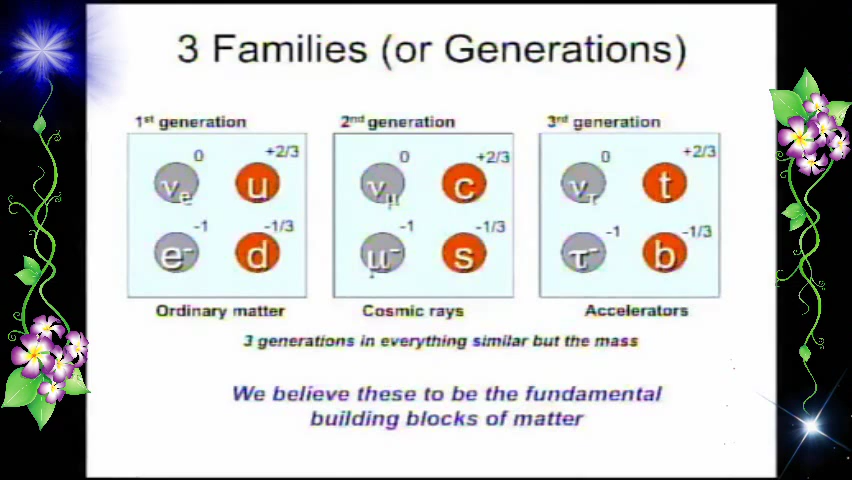 3 Families (or Generations)
1st generation
2nd generation
3rd generation
0
+2/3
0
+2/3
0
+2/3
νe
u
νμ
c
ντ
t
-1
-1/3
-1
-1/3
-1
-1/3
e-
d
μ-
s
τ-
b
Ordinary matter
Cosmic rays
Accelerators
3 generations in everything similar but the mass
We believe these to be the fundamental
building blocks of matter